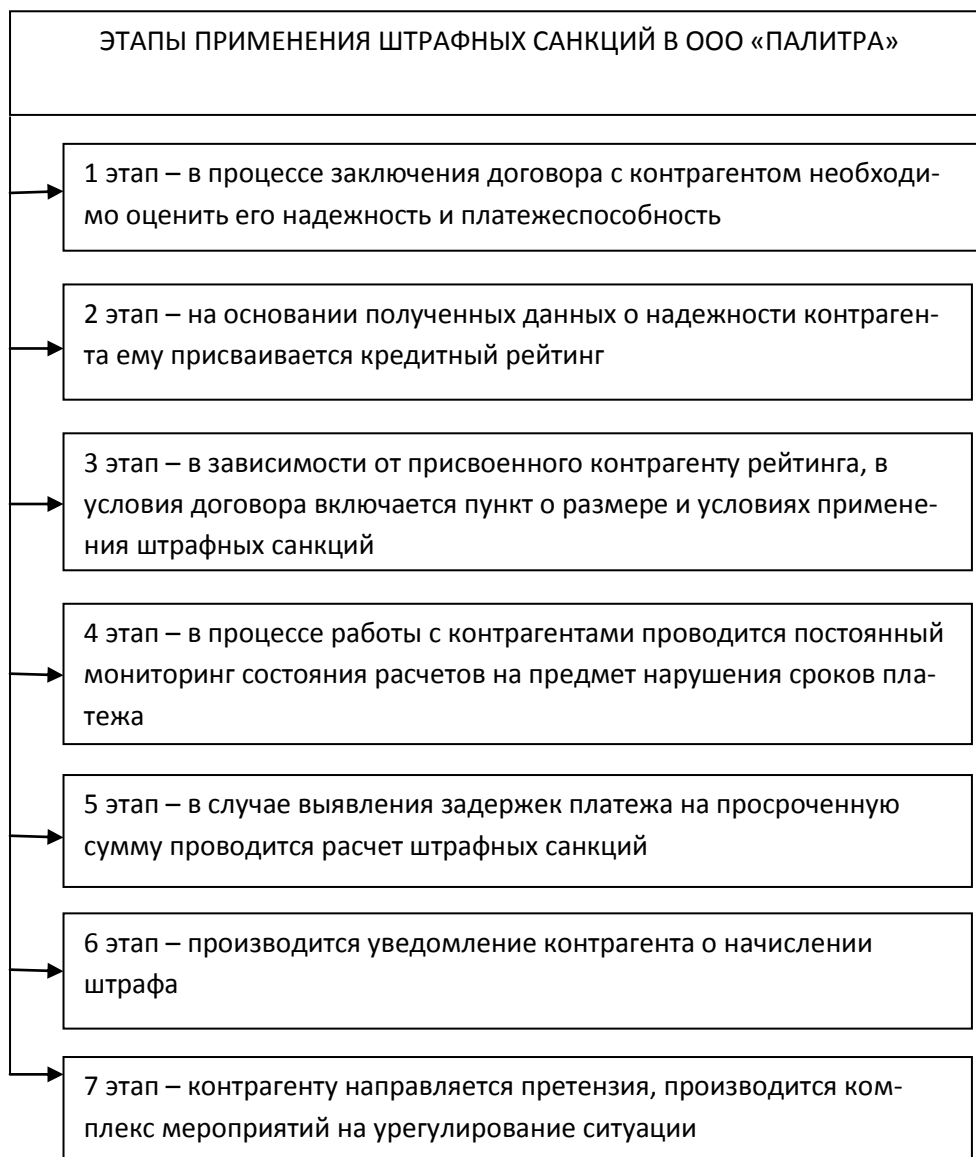 ЭТАПЫ ПРИМЕНЕНИЯ ШТРАФНЫХ САНКЦИЙ В ООО «ПАЛИТРА»
1 этап – в процессе заключения договора с контрагентом необходи-
мо оценить его надежность и платежеспособность
2 этап – на основании полученных данных о надежности контраген-
та ему присваивается кредитный рейтинг
3 этап – в зависимости от присвоенного контрагенту рейтинга, в
условия договора включается пункт о размере и условиях примене-
ния штрафных санкций
4 этап – в процессе работы с контрагентами проводится постоянный
мониторинг состояния расчетов на предмет нарушения сроков пла-
тежа
5 этап – в случае выявления задержек платежа на просроченную
сумму проводится расчет штрафных санкций
6 этап – производится уведомление контрагента о начислении
штрафа
7 этап – контрагенту направляется претензия, производится ком-
плекс мероприятий на урегулирование ситуации